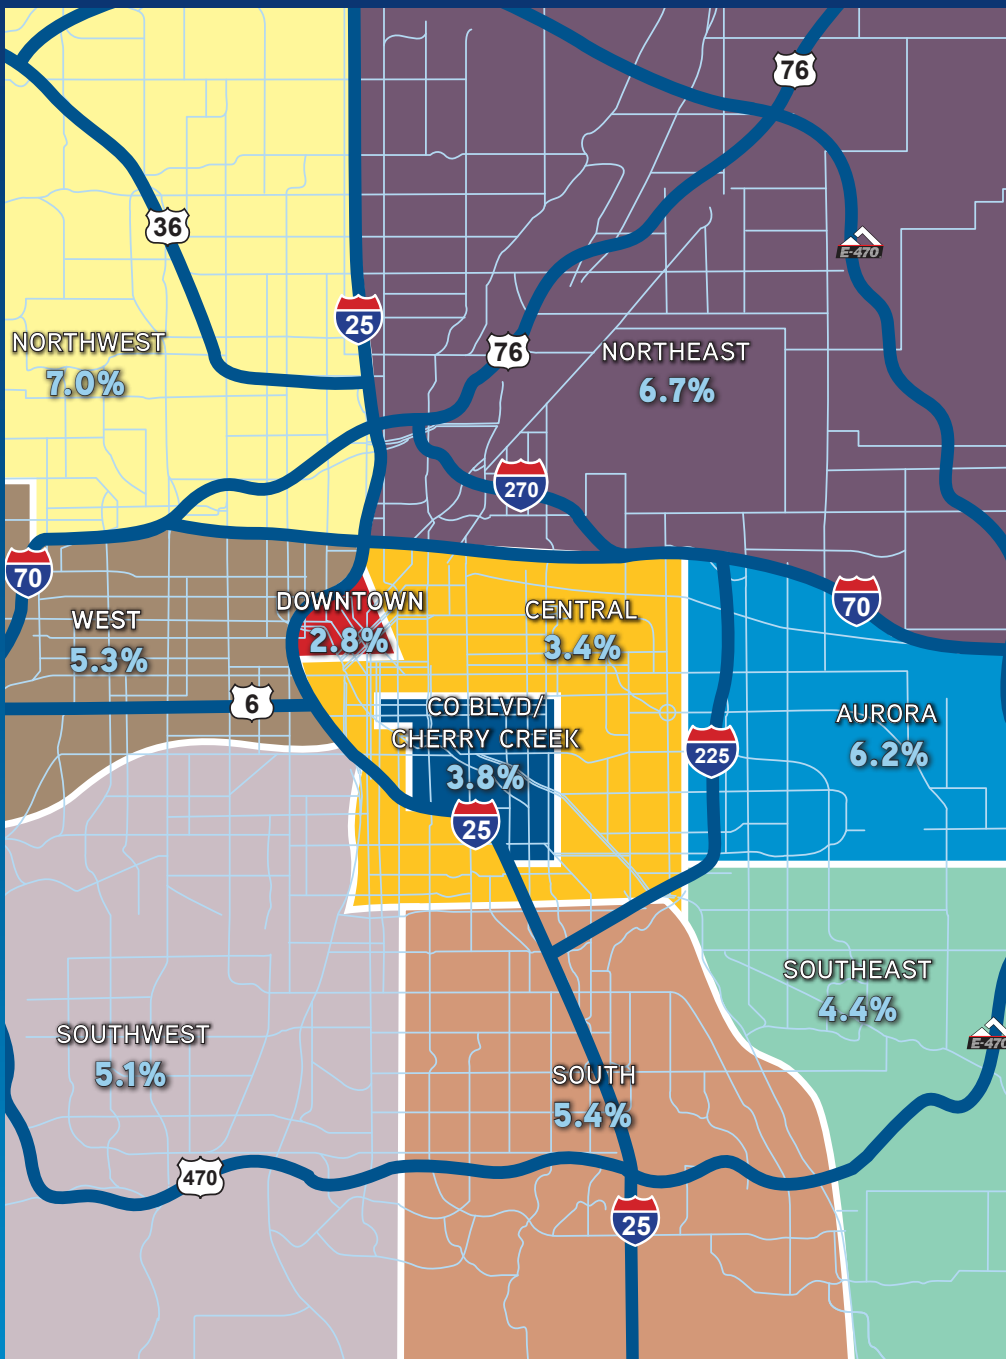 76
36
E-470
25
NORTHWEST
7.0%
76
NORTHEAST
6.7%
270
70
70
DOWNTOWN
2.8%
CENTRAL
3.4%
WEST
5.3%
6
CO BLVD/
CHERRY CREEK
3.8%
AURORA
6.2%
225
25
SOUTHEAST
4.4%
SOUTHWEST
5.1%
E-470
SOUTH
5.4%
470
25